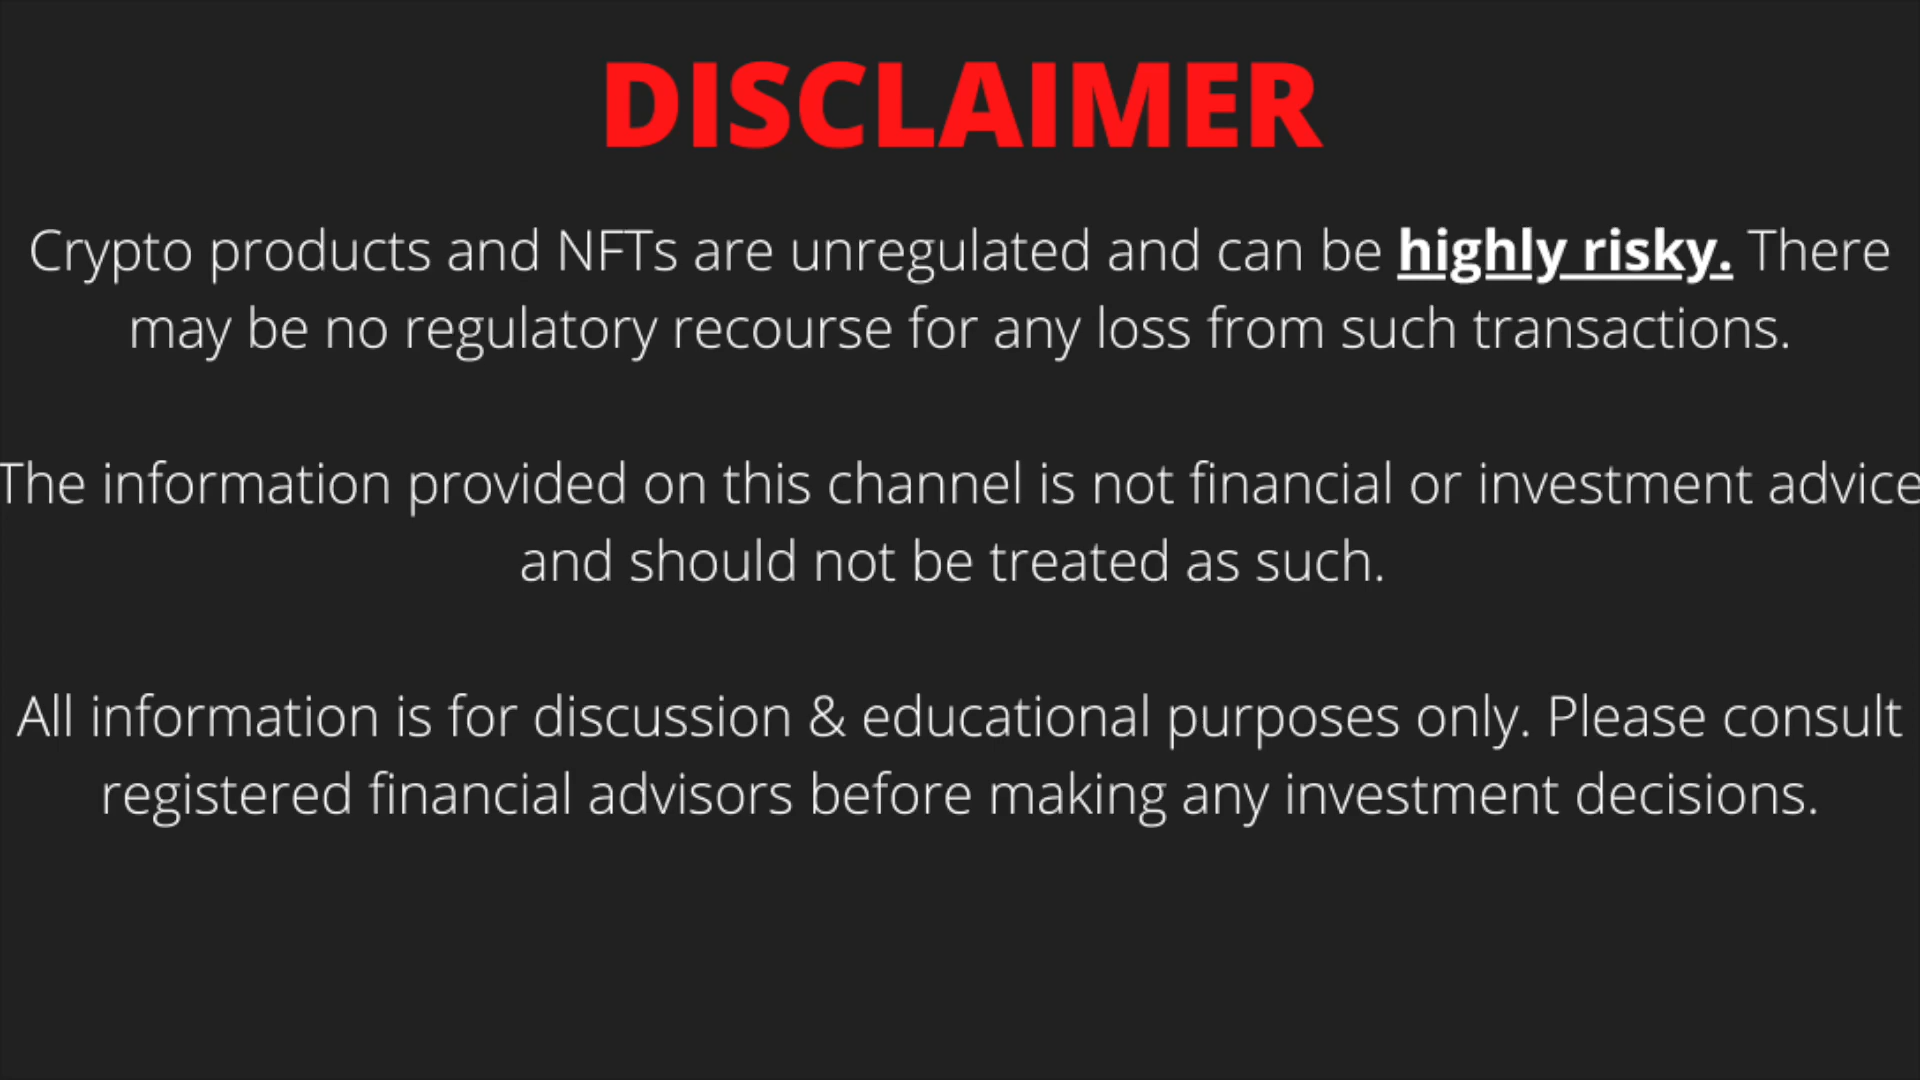 DISCLAIMER
Crypto products and NFTs are unregulated and can be highly risky. There
may be no regulatory recourse for any loss from such transactions.
The information provided on this channel is not financial or investment advice
and should not be treated as such.
All information is for discussion & educational purposes only. Please consult
registered financial advisors before making any investment decisions.